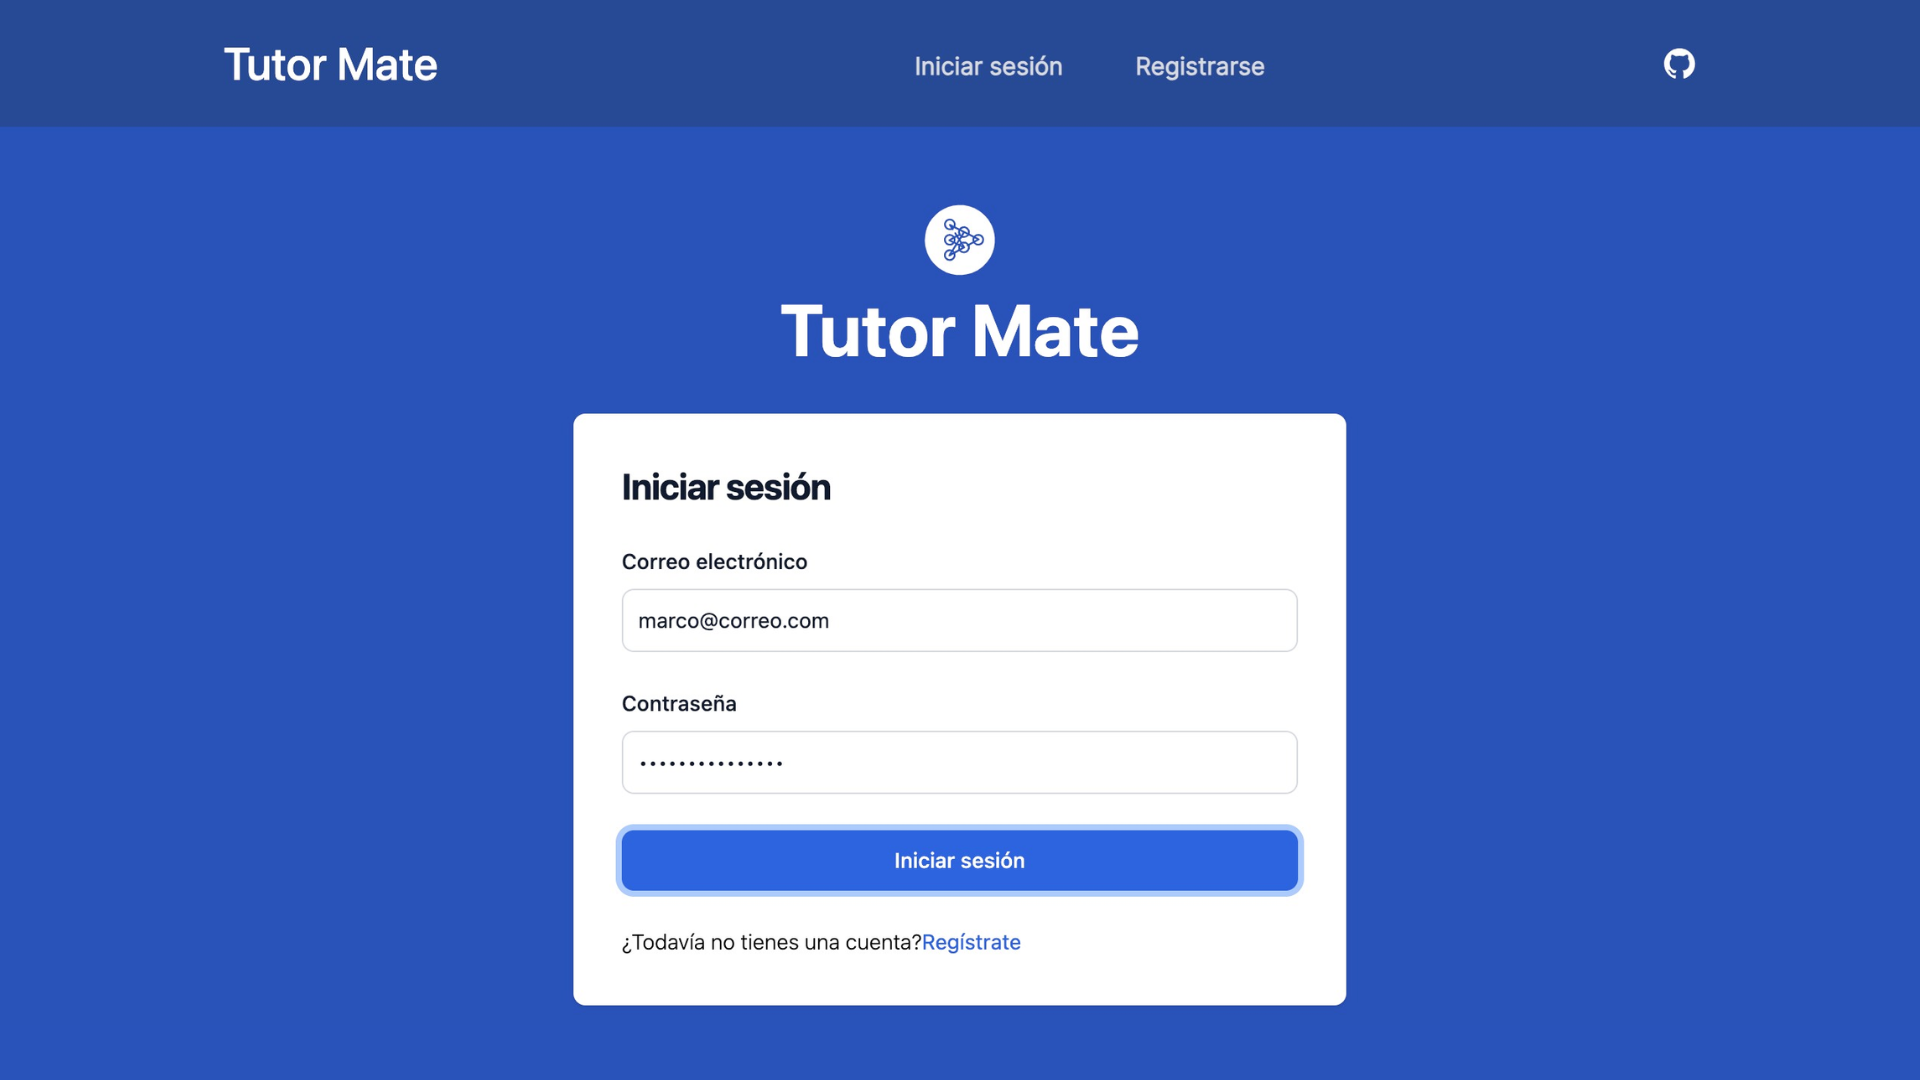 Tutor Mate
Iniciar sesión
Registrarse
Tutor Mate
Iniciar sesión
Correo electrónico
marco@correo.com
Contraseña
•••••••••••••••
Iniciar sesión
¿Todavía no tienes una cuenta?Regístrate